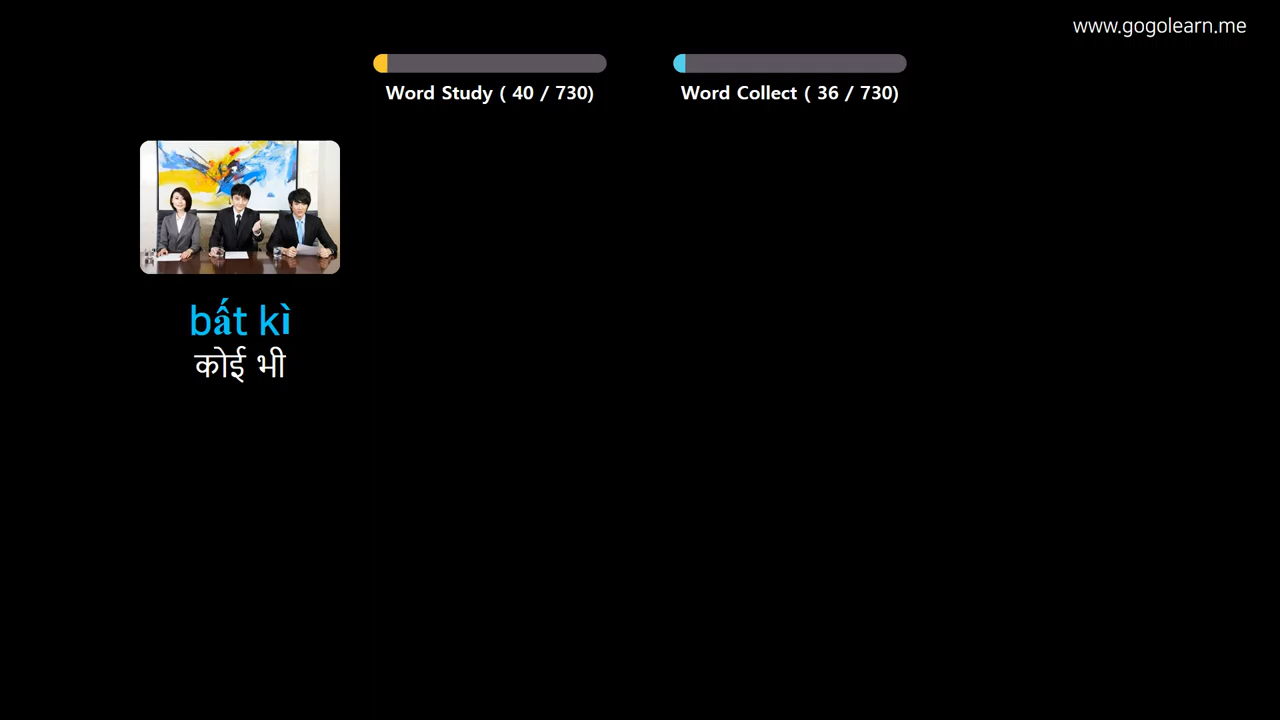 www.gogolearn.me
Word Study ( 40 / 730)
Word Collect ( 36 / 730)
bất kì
कोई भी